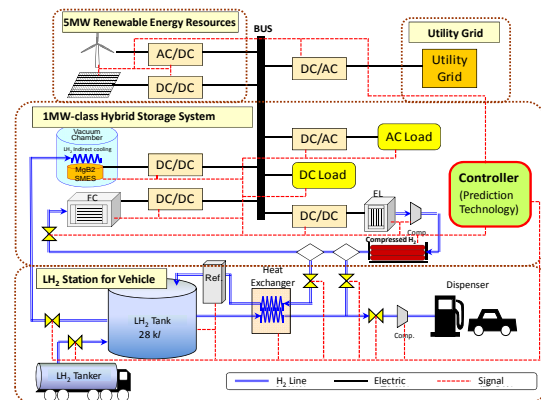 5MW Renewable Energy Resources
BUS
Utility Grid
AC/DC
DC/DC
DC/AC
Utility
Grid
1MW-class Hybrid Storage System
Vacuum
Chamber
LH2 Indirect cooling
MgB2
SMES
DC/DC
DC/AC
AC Load
DC Load
FC
DC/DC
DC/DC
EL
Comp.
Controller
(Prediction
Technology)
Compressed H2
LH2 Station for Vehicle
Ref.
Heat
Exchanger
Dispenser
LH2 Tank
28 kl
Comp.
LH2 Tanker
H2 Line
Electric
Signal